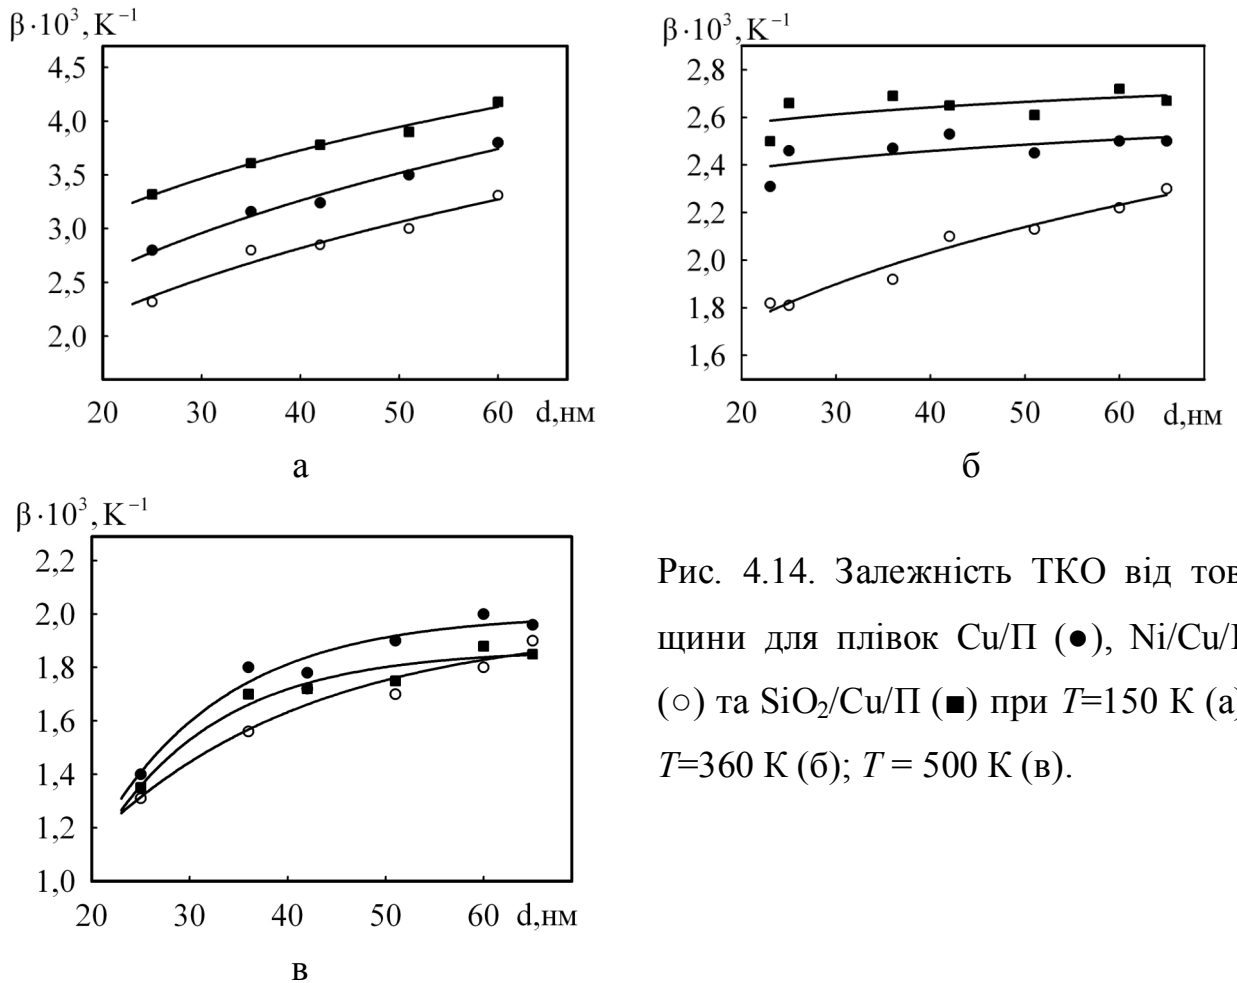 β·10³, K⁻¹
4,5
4,0
3,5
3,0
2,5
2,0
20 30 40 50 60 d,нм
а
β·10³, K⁻¹
2,8
2,6
2,4
2,2
2,0
1,8
1,6
20 30 40 50 60 d,нм
б
β·10³, K⁻¹
2,2
2,0
1,8
1,6
1,4
1,2
1,0
20 30 40 50 60 d,нм
в
Рис. 4.14. Залежність ТКО від тов
щини для плівок Cu/П (●), Ni/Cu/
(○) та SiO₂/Cu/П (■) при T=150 К (а)
T=360 К (б); T = 500 К (в).